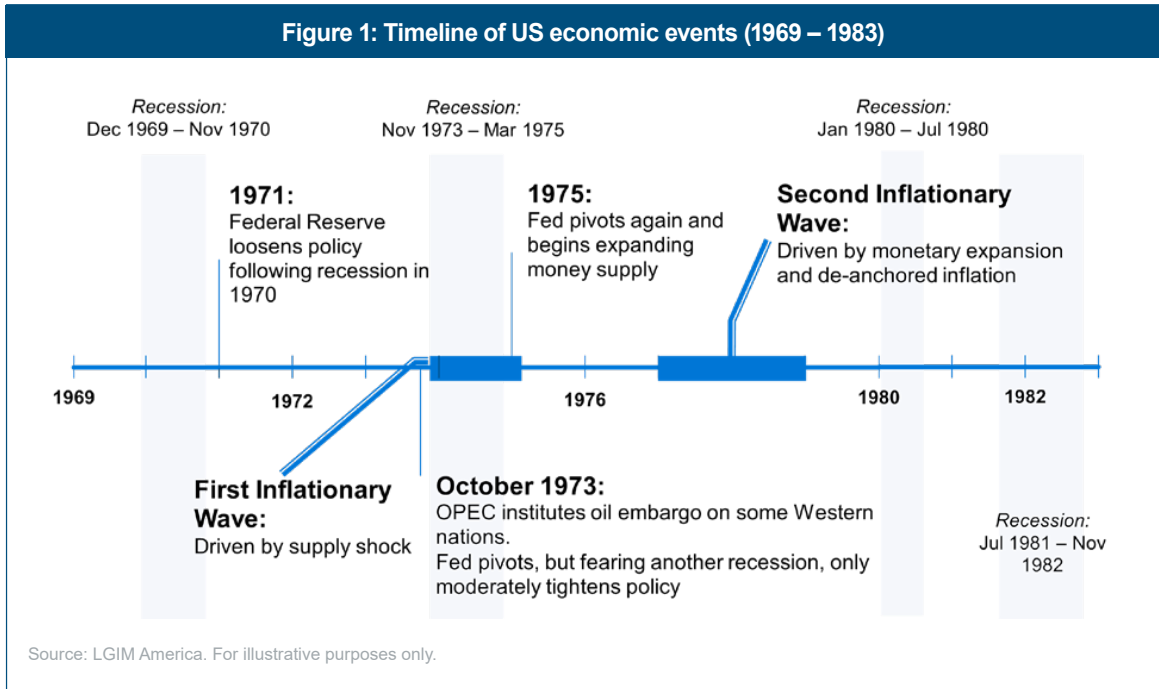 Figure 1: Timeline of US economic events (1969 – 1983)
Recession:
Dec 1969 – Nov 1970
Recession:
Nov 1973 – Mar 1975
Recession:
Jan 1980 – Jul 1980
1971:
Federal Reserve
loosens policy
following recession in
1970
1975:
Fed pivots again and
begins expanding
money supply
Second Inflationary
Wave:
Driven by monetary expansion
and de-anchored inflation
1969
1972
1976
1980
1982
First Inflationary
Wave:
Driven by supply shock
October 1973:
OPEC institutes oil embargo on some Western
nations.
Fed pivots, but fearing another recession, only
moderately tightens policy
Recession:
Jul 1981 – Nov
1982
Source: LGIM America. For illustrative purposes only.